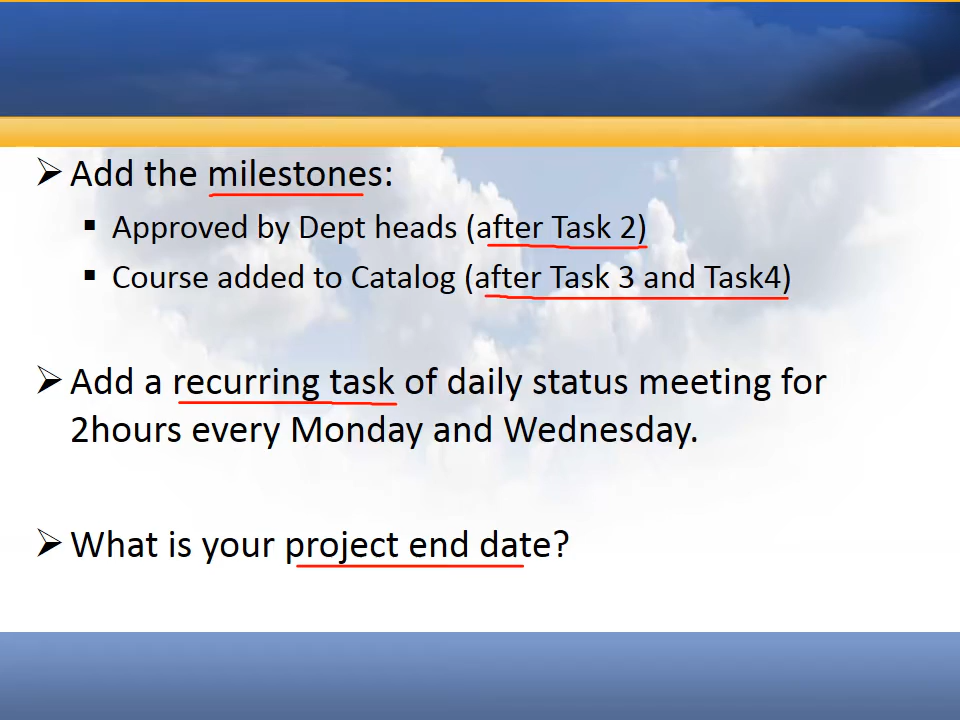 Add the milestones:
Approved by Dept heads (after Task 2)
Course added to Catalog (after Task 3 and Task4)
Add a recurring task of daily status meeting for
2hours every Monday and Wednesday.
What is your project end date?